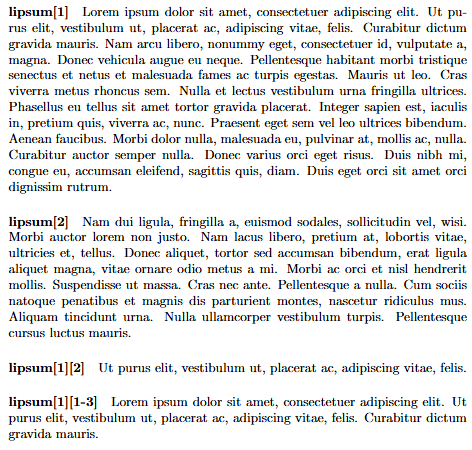 lipsum[1] Lorem ipsum dolor sit amet, consectetuer adipiscing elit. Ut pu-
rus elit, vestibulum ut, placerat ac, adipiscing vitae, felis. Curabitur dictum
gravida mauris. Nam arcu libero, nonummy eget, consectetuer id, vulputate a,
magna. Donec vehicula augue eu neque. Pellentesque habitant morbi tristique
senectus et netus et malesuada fames ac turpis egestas. Mauris ut leo. Cras
viverra metus rhoncus sem. Nulla et lectus vestibulum urna fringilla ultrices.
Phasellus eu tellus sit amet tortor gravida placerat. Integer sapien est, iaculis
in, pretium quis, viverra ac, nunc. Praesent eget sem vel leo ultrices bibendum.
Aenean faucibus. Morbi dolor nulla, malesuada eu, pulvinar at, mollis ac, nulla.
Curabitur auctor semper nulla. Donec varius orci eget risus. Duis nibh mi,
congue eu, accumsan eleifend, sagittis quis, diam. Duis eget orci sit amet orci
dignissim rutrum.
lipsum[2] Nam dui ligula, fringilla a, euismod sodales, sollicitudin vel, wisi.
Morbi auctor lorem non justo. Nam lacus libero, pretium at, lobortis vitae,
ultricies et, tellus. Donec aliquet, tortor sed accumsan bibendum, erat ligula
aliquet magna, vitae ornare odio metus a mi. Morbi ac orci et nisl hendrerit
mollis. Suspendisse ut massa. Cras nec ante. Pellentesque a nulla. Cum sociis
natoque penatibus et magnis dis parturient montes, nascetur ridiculus mus.
Aliquam tincidunt urna. Nulla ullamcorper vestibulum turpis. Pellentesque
cursus luctus mauris.
lipsum[1][2] Ut purus elit, vestibulum ut, placerat ac, adipiscing vitae, felis.
lipsum[1][1-3] Lorem ipsum dolor sit amet, consectetuer adipiscing elit. Ut
purus elit, vestibulum ut, placerat ac, adipiscing vitae, felis. Curabitur dictum
gravida mauris.